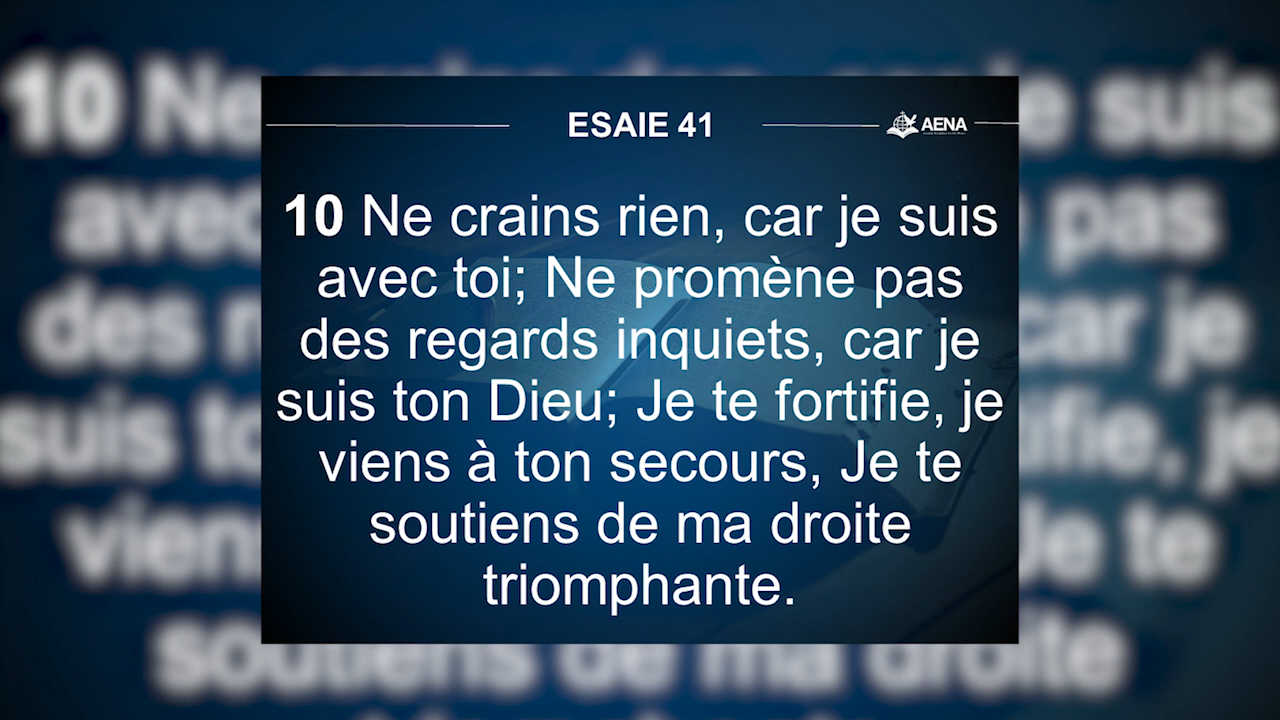 ESAIE 41
AENA
10 Ne crains rien, car je suis
avec toi; Ne promène pas
des regards inquiets, car je
suis ton Dieu; Je te fortifie, je
viens à ton secours, Je te
soutiens de ma droite
triomphante.